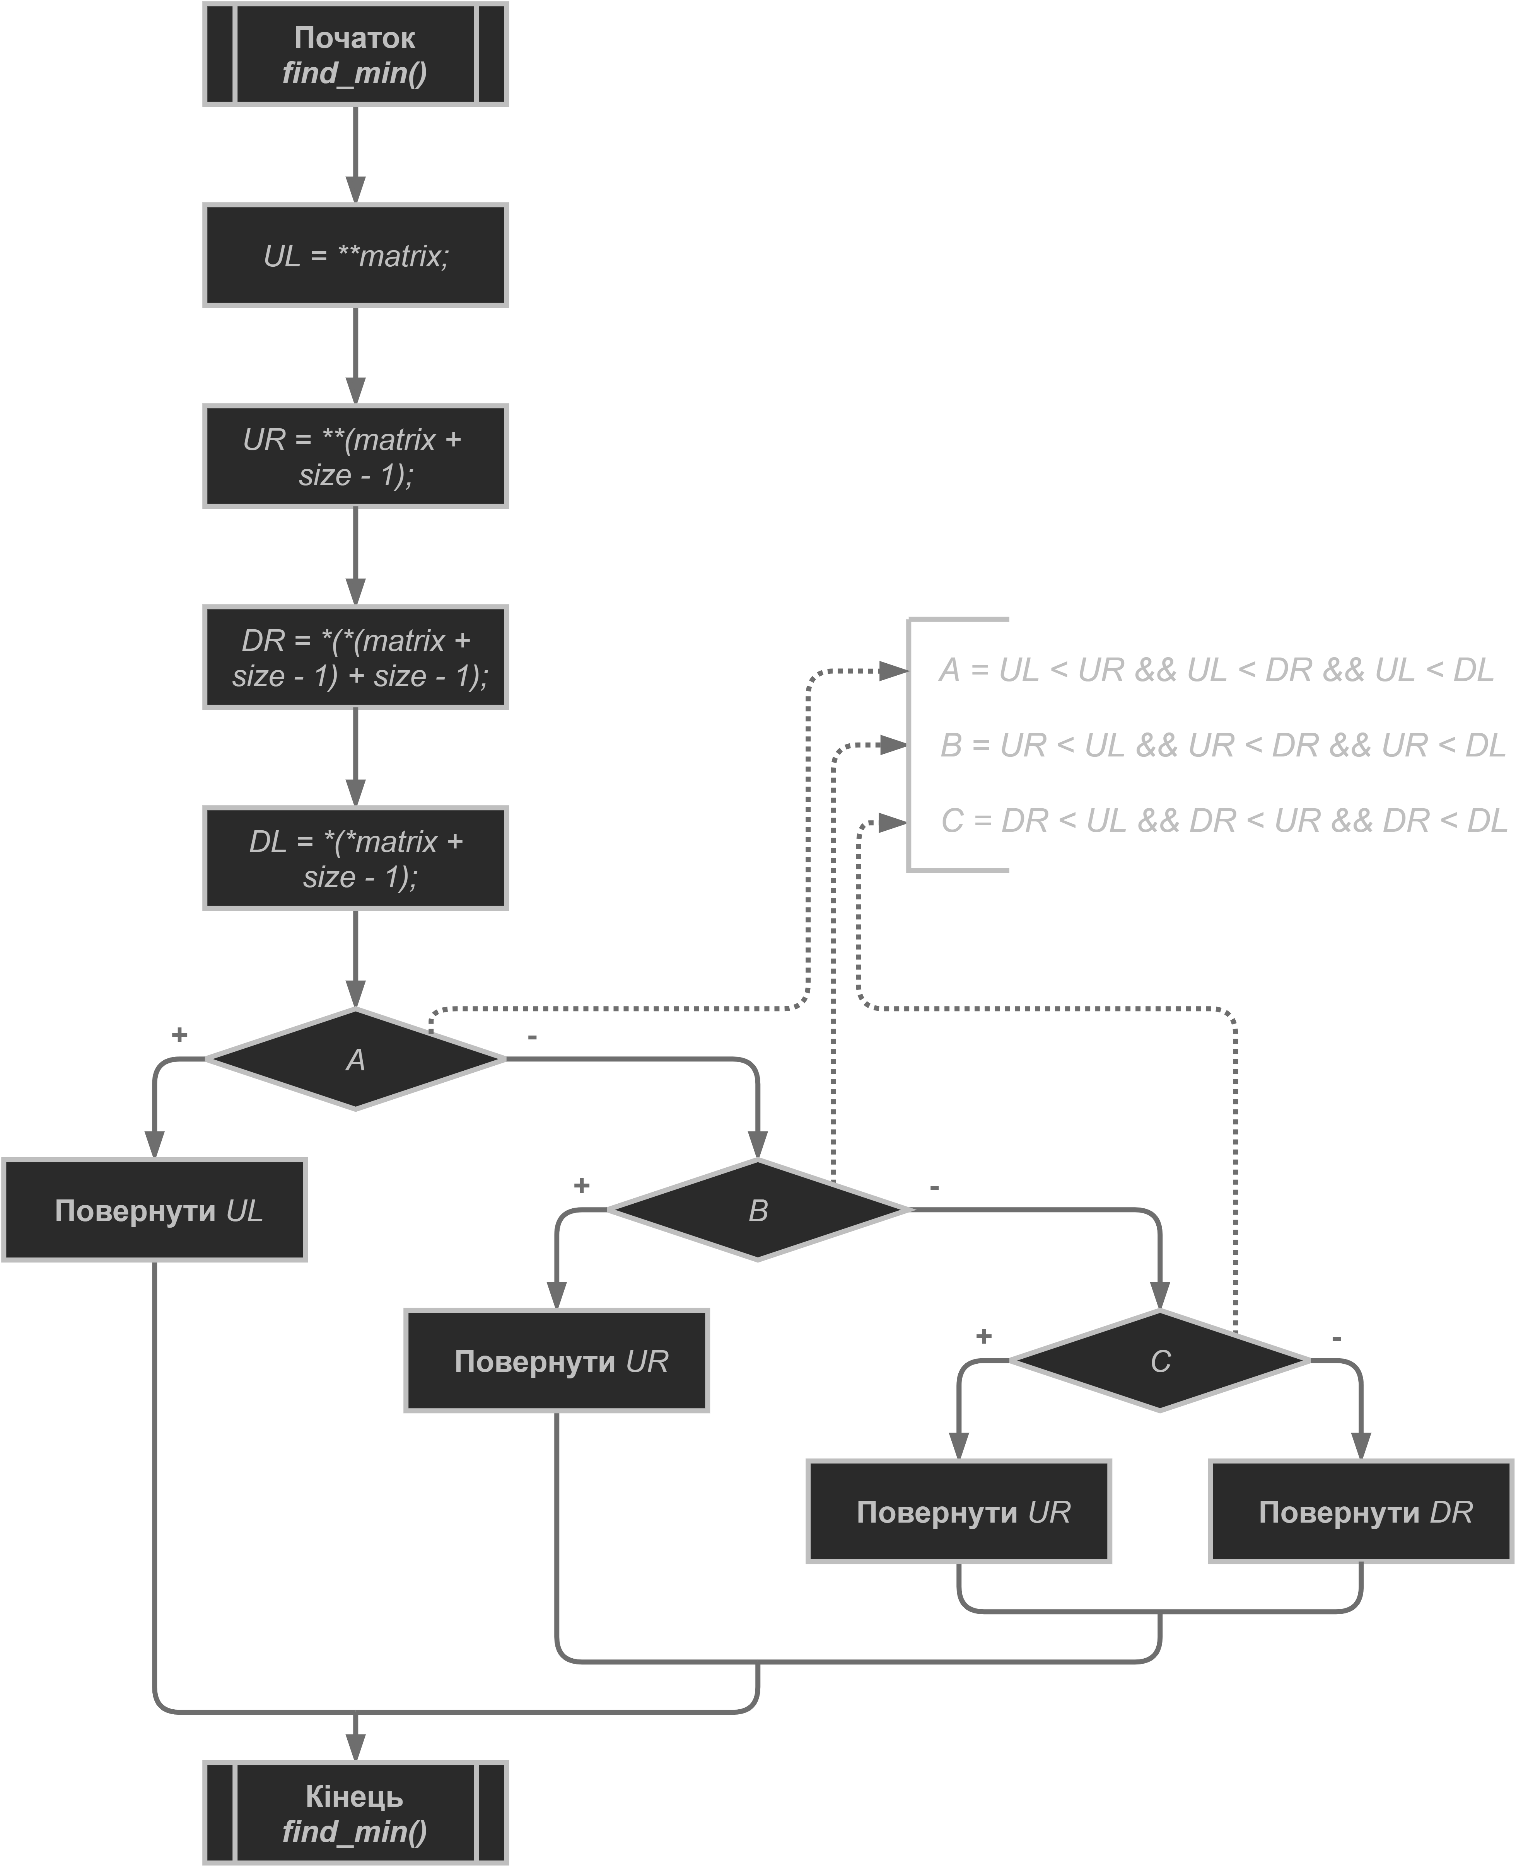 Початок
find_min()
UL = **matrix;
UR = **(matrix +
size - 1);
DR = *(*(matrix +
size - 1) + size - 1);
DL = *(*matrix +
size - 1);
A = UL < UR && UL < DR && UL < DL
B = UR < UL && UR < DR && UR < DL
C = DR < UL && DR < UR && DR < DL
+
A
-
Повернути UL
+
B
-
Повернути UR
+
C
-
Повернути UR
Повернути DR
Кінець
find_min()